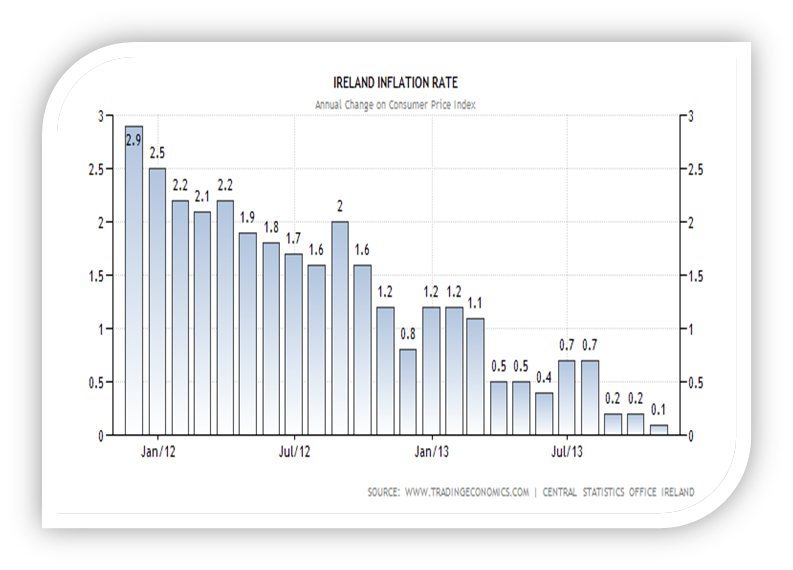 IRELAND INFLATION RATE
Annual Change on Consumer Price Index
3 3
2.9
2.5 2.5 2.2 2.1 2.2 1.9 1.8 1.7 1.6 2 1.6 1.2 0.8 1.2 1.2 1.1 0.5 0.5 0.4 0.7 0.7 0.2 0.2 0.1
2.5 2.5
2 2
1.5 1.5
1 1
0.5 0.5
0 0
Jan/12 Jul/12 Jan/13 Jul/13
SOURCE: WWW.TRADINGECONOMICS.COM | CENTRAL STATISTICS OFFICE IRELAND